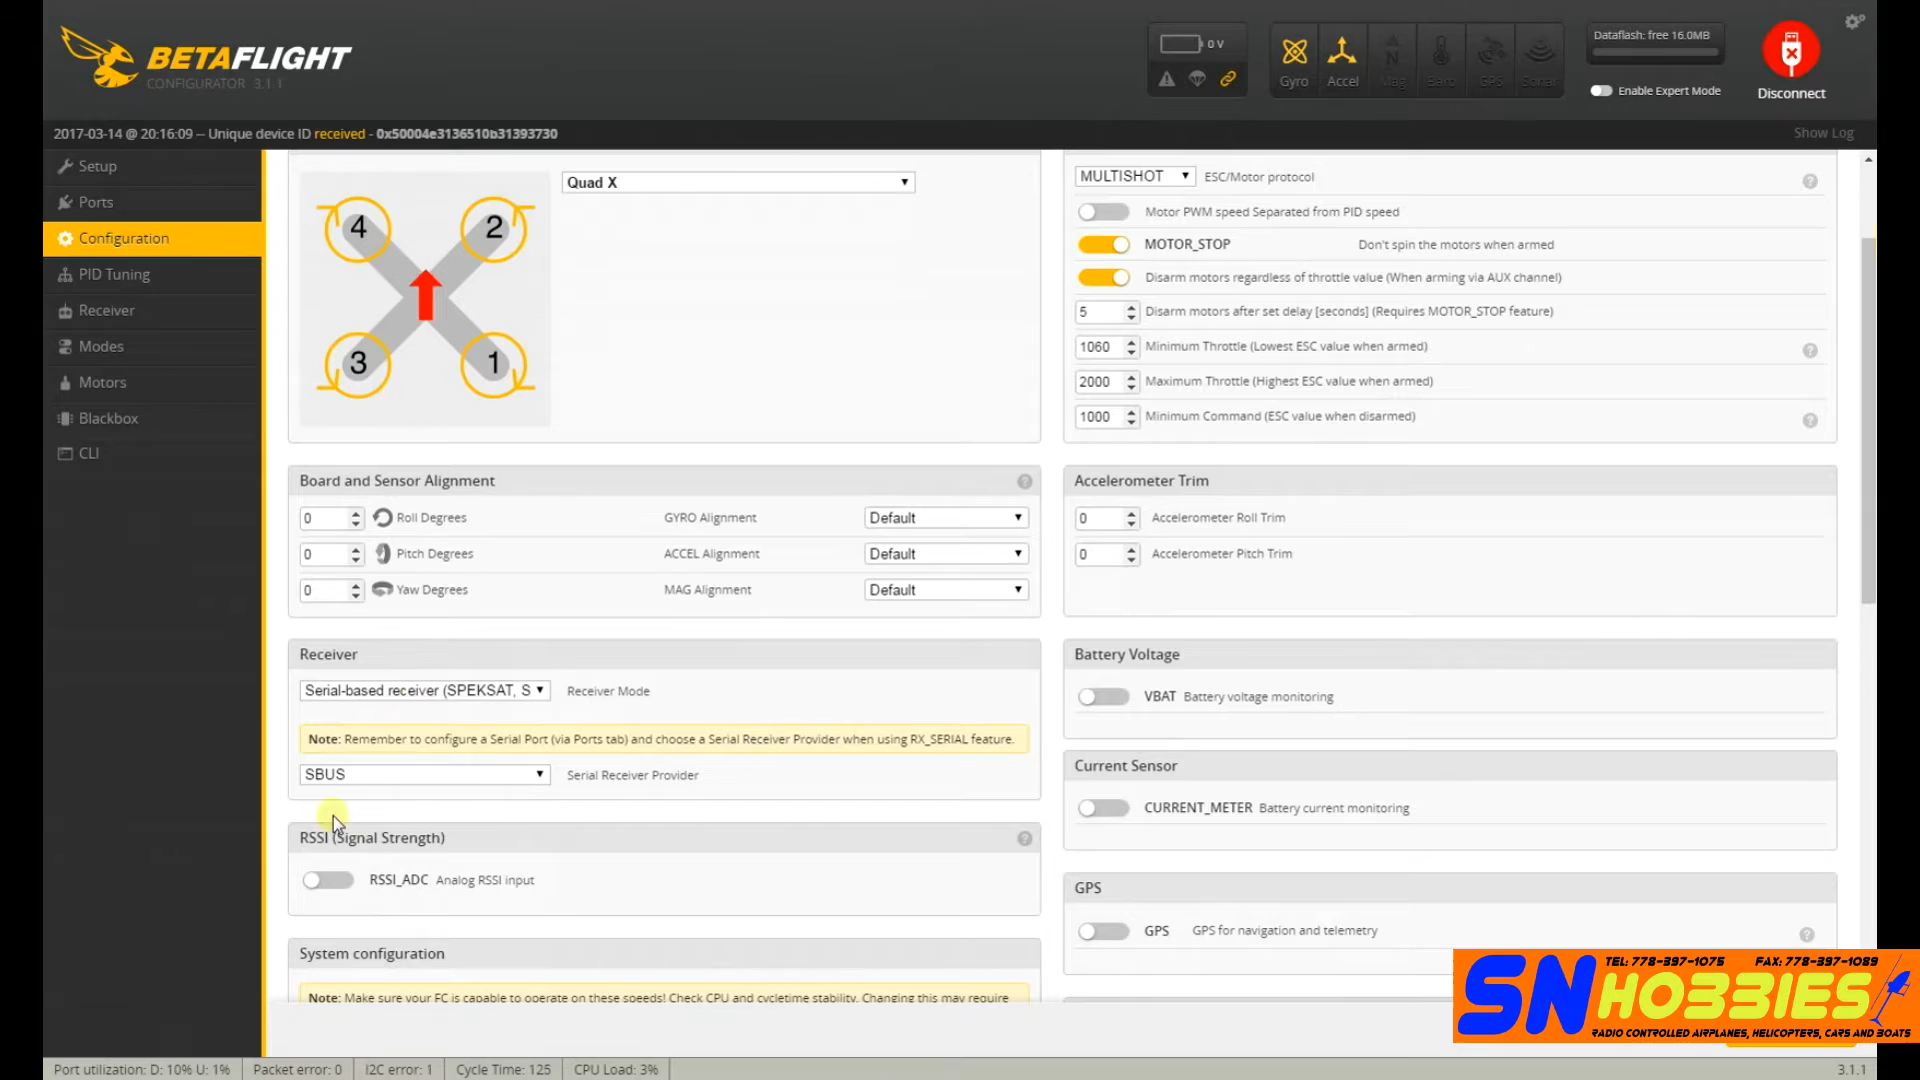 BETAFLIGHT
CONFIGURATOR 3.1.1
0 V
Gyro
Accel
Mag
Baro
GPS
Sonar
Dataflash: free 16.0MB
Enable Expert Mode
Disconnect
2017-03-14 @ 20:16:09 -- Unique device ID received - 0x50004e3136510b31393730
Show Log
Setup
Ports
Configuration
PID Tuning
Receiver
Modes
Motors
Blackbox
CLI
4
2
3
1
Quad X
MULTISHOT ESC/Motor protocol
Motor PWM speed Separated from PID speed
MOTOR_STOP Don't spin the motors when armed
Disarm motors regardless of throttle value (When arming via AUX channel)
5 Disarm motors after set delay [seconds] (Requires MOTOR_STOP feature)
1060 Minimum Throttle (Lowest ESC value when armed)
2000 Maximum Throttle (Highest ESC value when armed)
1000 Minimum Command (ESC value when disarmed)
Board and Sensor Alignment
0 Roll Degrees GYRO Alignment Default
0 Pitch Degrees ACCEL Alignment Default
0 Yaw Degrees MAG Alignment Default
Accelerometer Trim
0 Accelerometer Roll Trim
0 Accelerometer Pitch Trim
Receiver
Serial-based receiver (SPEKSAT, S Receiver Mode
Note: Remember to configure a Serial Port (via Ports tab) and choose a Serial Receiver Provider when using RX_SERIAL feature.
SBUS Serial Receiver Provider
Battery Voltage
VBAT Battery voltage monitoring
Current Sensor
CURRENT_METER Battery current monitoring
RSSI (Signal Strength)
RSSI_ADC Analog RSSI input
GPS
GPS GPS for navigation and telemetry
System configuration
Note: Make sure your FC is capable to operate on these speeds! Check CPU and cycletime stability. Changing this may require
TEL: 778-397-1075 FAX: 778-397-1089
SN HOBBIES
RADIO CONTROLLED AIRPLANES, HELICOPTERS, CARS AND BOATS
Port utilization: D: 10% U: 1% Packet error: 0 I2C error: 1 Cycle Time: 125 CPU Load: 3% 3.1.1